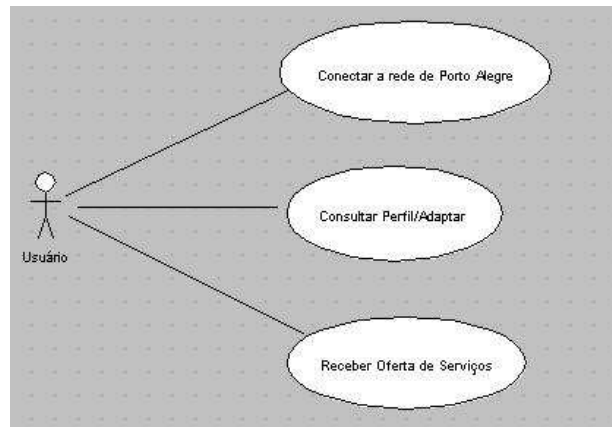 Conectar a rede de Porto Alegre
Consultar Perfil/Adaptar
Usuário
Receber Oferta de Serviços